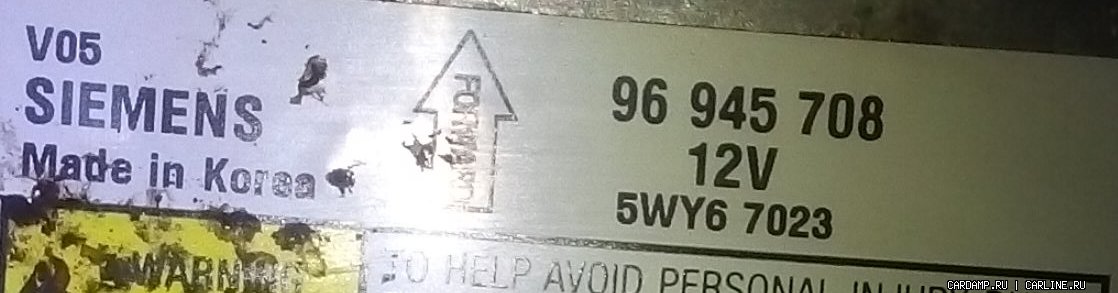 V05
SIEMENS
Made in Korea
FORWARD
96 945 708
12V
5WY6 7023
WARNING
TO HELP AVOID PERSONAL
CARDAMP.RU | CARLINE.RU